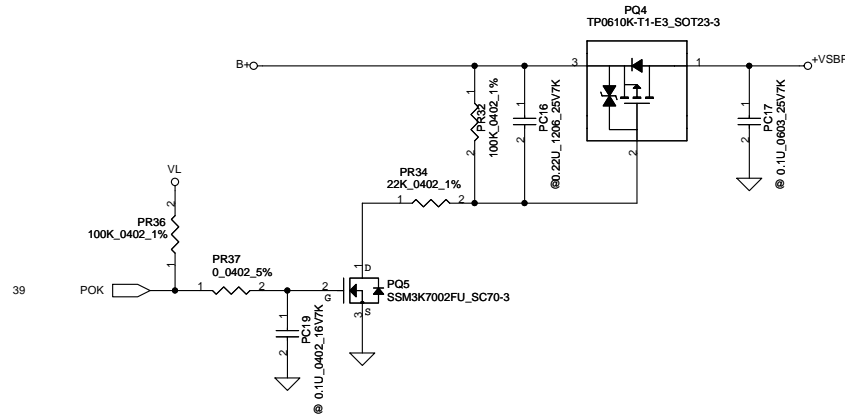 PQ4
TP0610K-T1-E3_SOT23-3
B+
3
1
+VSBP
2
1
PR32
100K_0402_1%
2
1
PC16
@0.22U_1206_25V7K
2
1
PC17
@ 0.1U_0603_25V7K
2
PR34
22K_0402_1%
1
2
VL
2
PR36
100K_0402_1%
1
PR37
0_0402_5%
39
POK
1
2
2
G
1
D
PQ5
SSM3K7002FU_SC70-3
S
3
1
PC19
@ 0.1U_0402_16V7K
2